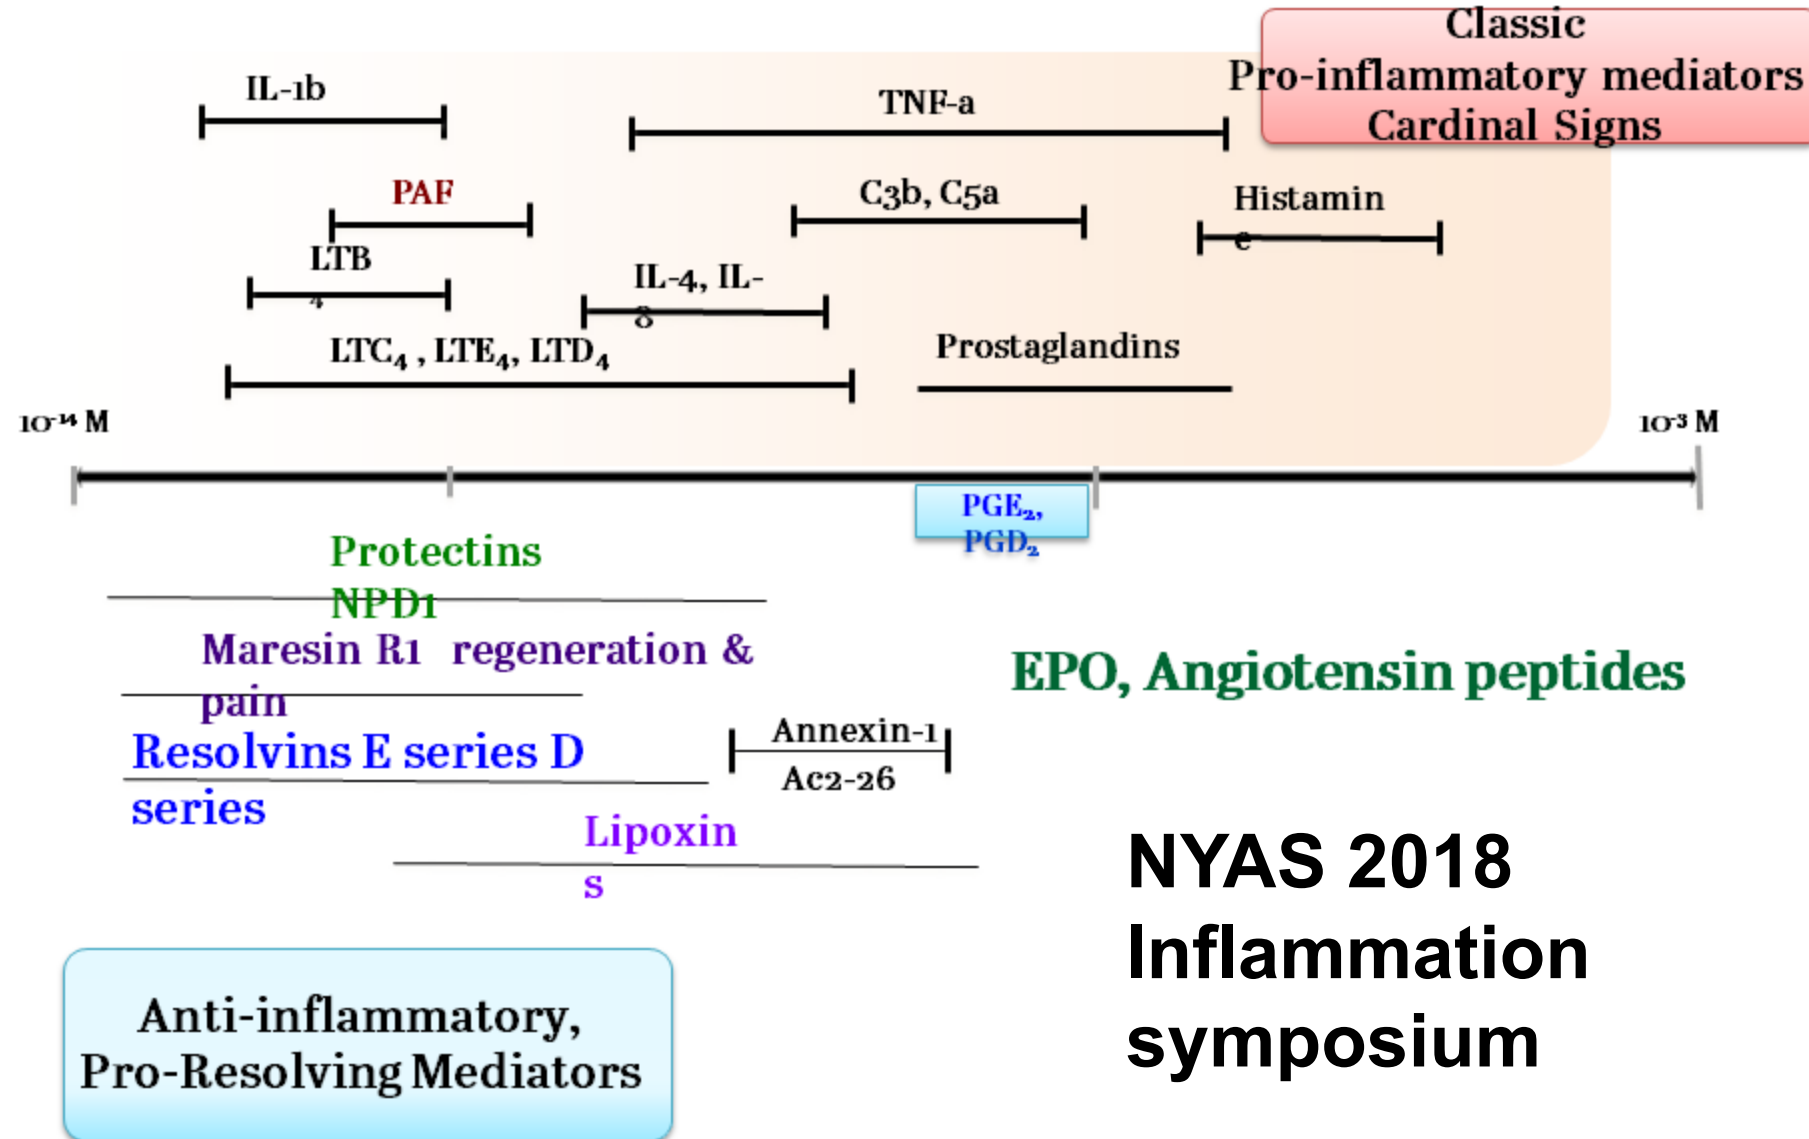 Classic
Pro-inflammatory mediators
Cardinal Signs
IL-1b
TNF-a
PAF
C3b, C5a
Histamin
e
LTB
4
IL-4, IL-
8
LTC₄ , LTE₄, LTD₄
Prostaglandins
10⁻¹⁴ M
10⁻³ M
PGE₂,
PGD₂
Protectins
NPD1
Maresin R1 regeneration &
pain
EPO, Angiotensin peptides
Resolvins E series D
series
Annexin-1
Ac2-26
Lipoxin
s
NYAS 2018
Inflammation
symposium
Anti-inflammatory,
Pro-Resolving Mediators